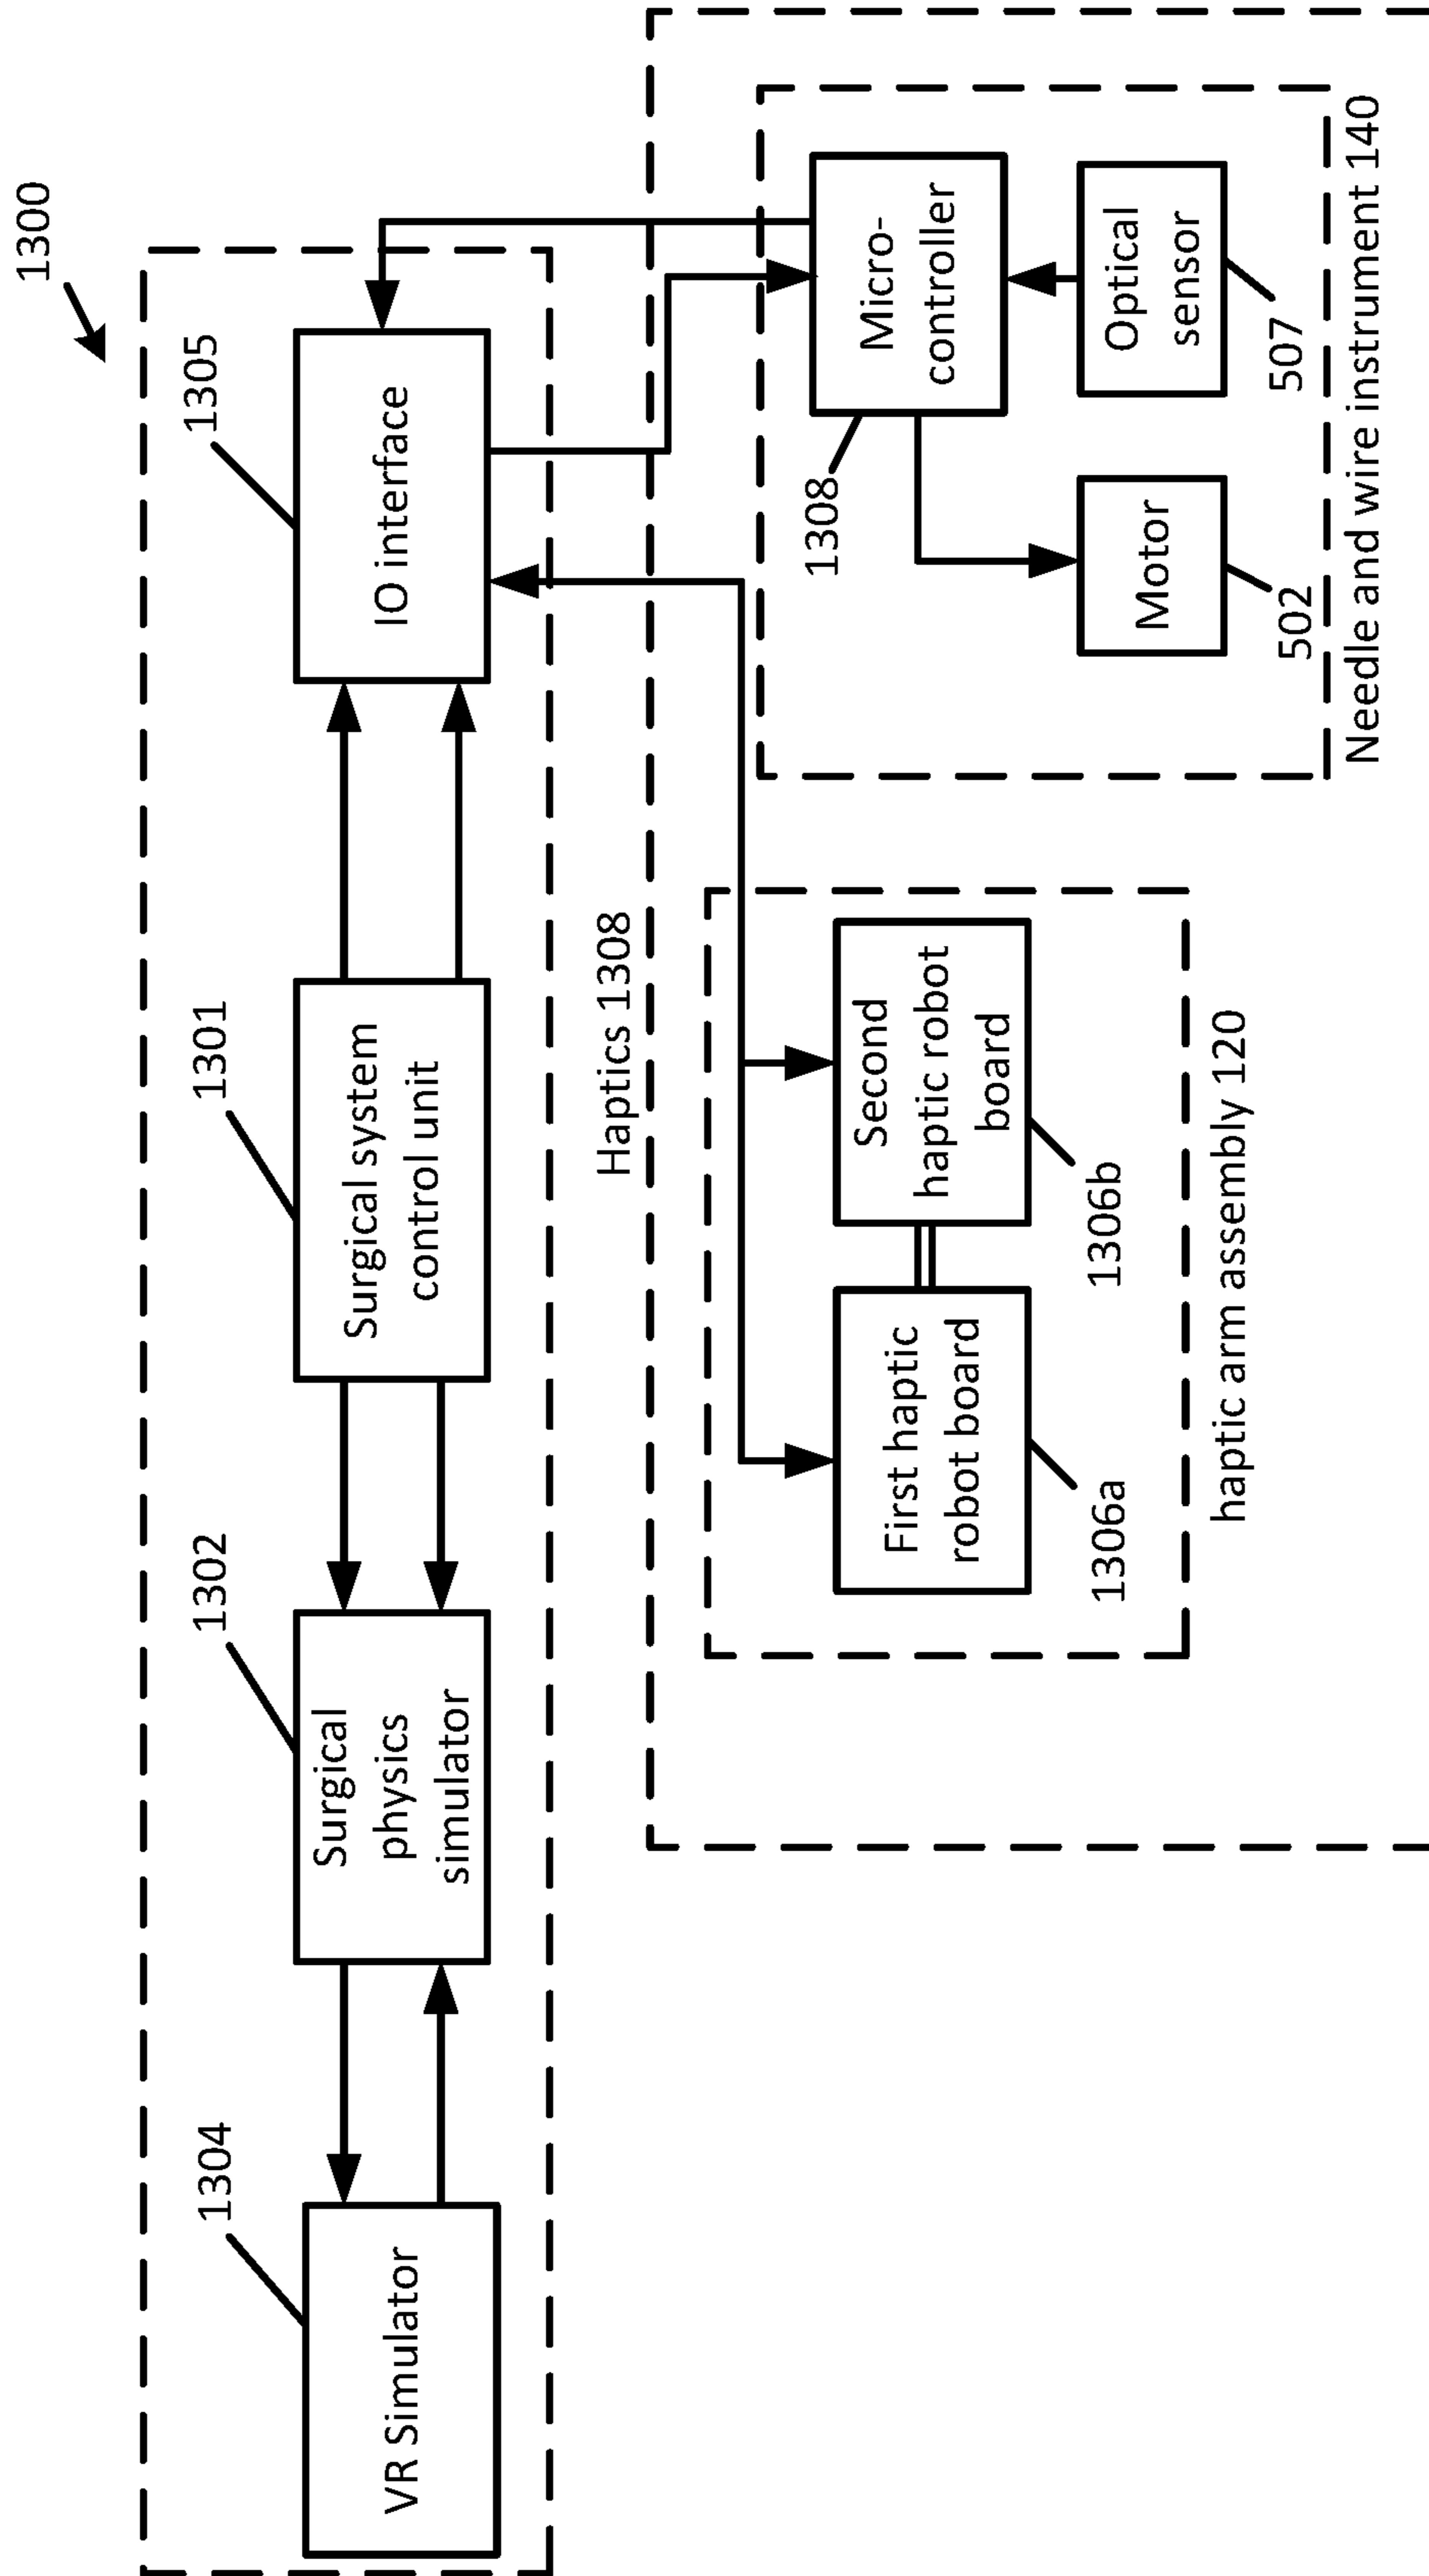 1300
1304
1302
1301
1305
VR Simulator
Surgical
physics
simulator
Surgical system
control unit
IO interface
Haptics 1308
First haptic
robot board
1306a
Second
haptic robot
board
1306b
haptic arm assembly 120
Micro-
controller
1308
Motor
502
Optical
sensor
507
Needle and wire instrument 140